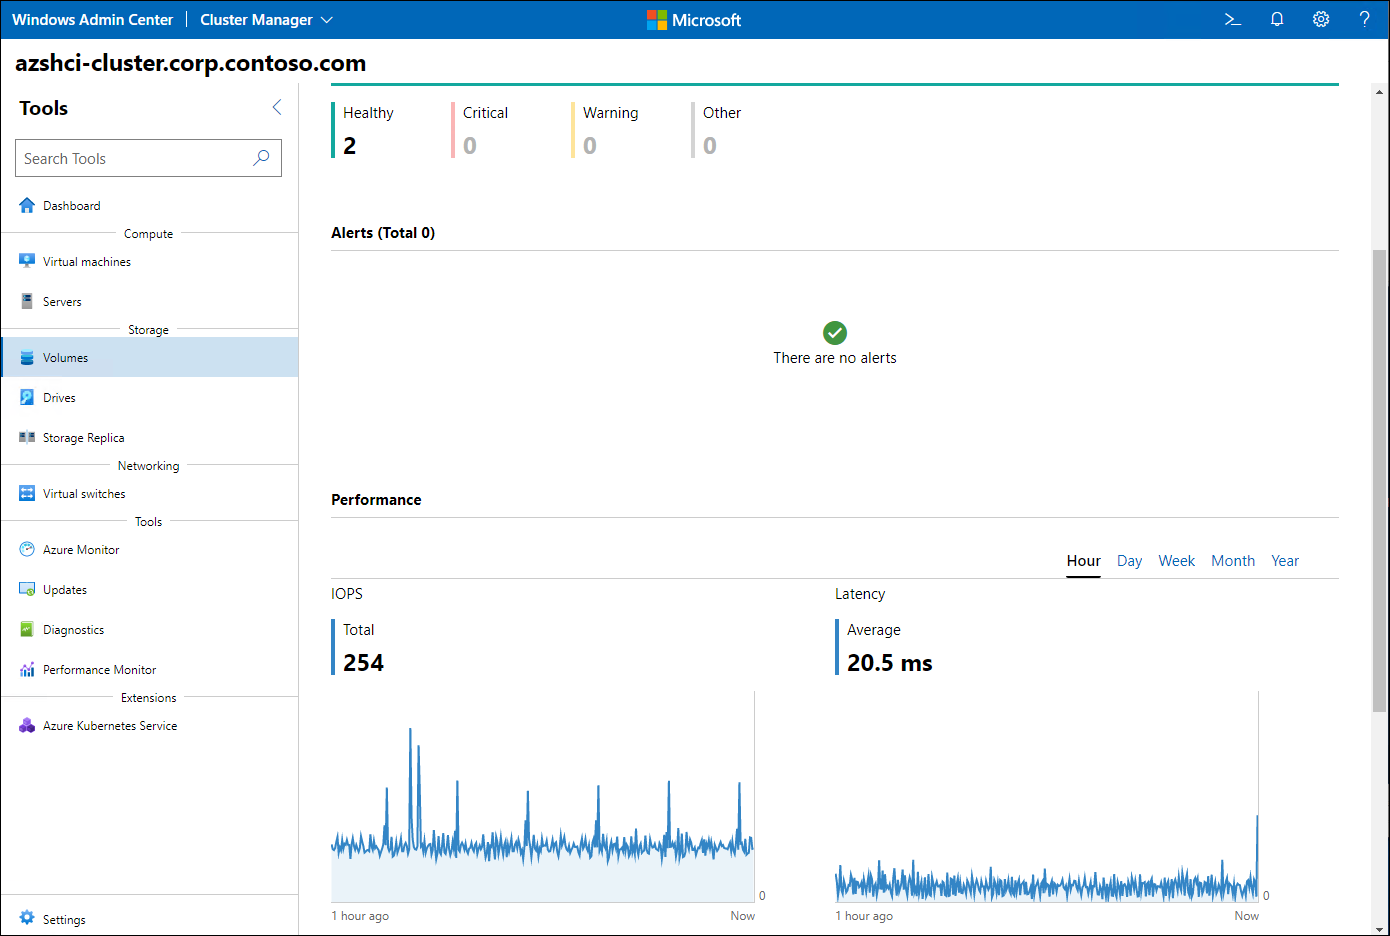 Windows Admin Center
Cluster Manager
Microsoft
azshci-cluster.corp.contoso.com
Tools
Search Tools
Dashboard
Compute
Virtual machines
Servers
Storage
Volumes
Drives
Storage Replica
Networking
Virtual switches
Tools
Azure Monitor
Updates
Diagnostics
Performance Monitor
Extensions
Azure Kubernetes Service
Settings
Healthy
2
Critical
0
Warning
0
Other
0
Alerts (Total 0)
There are no alerts
Performance
Hour Day Week Month Year
IOPS
Total
254
0
1 hour ago Now
Latency
Average
20.5 ms
0
1 hour ago Now